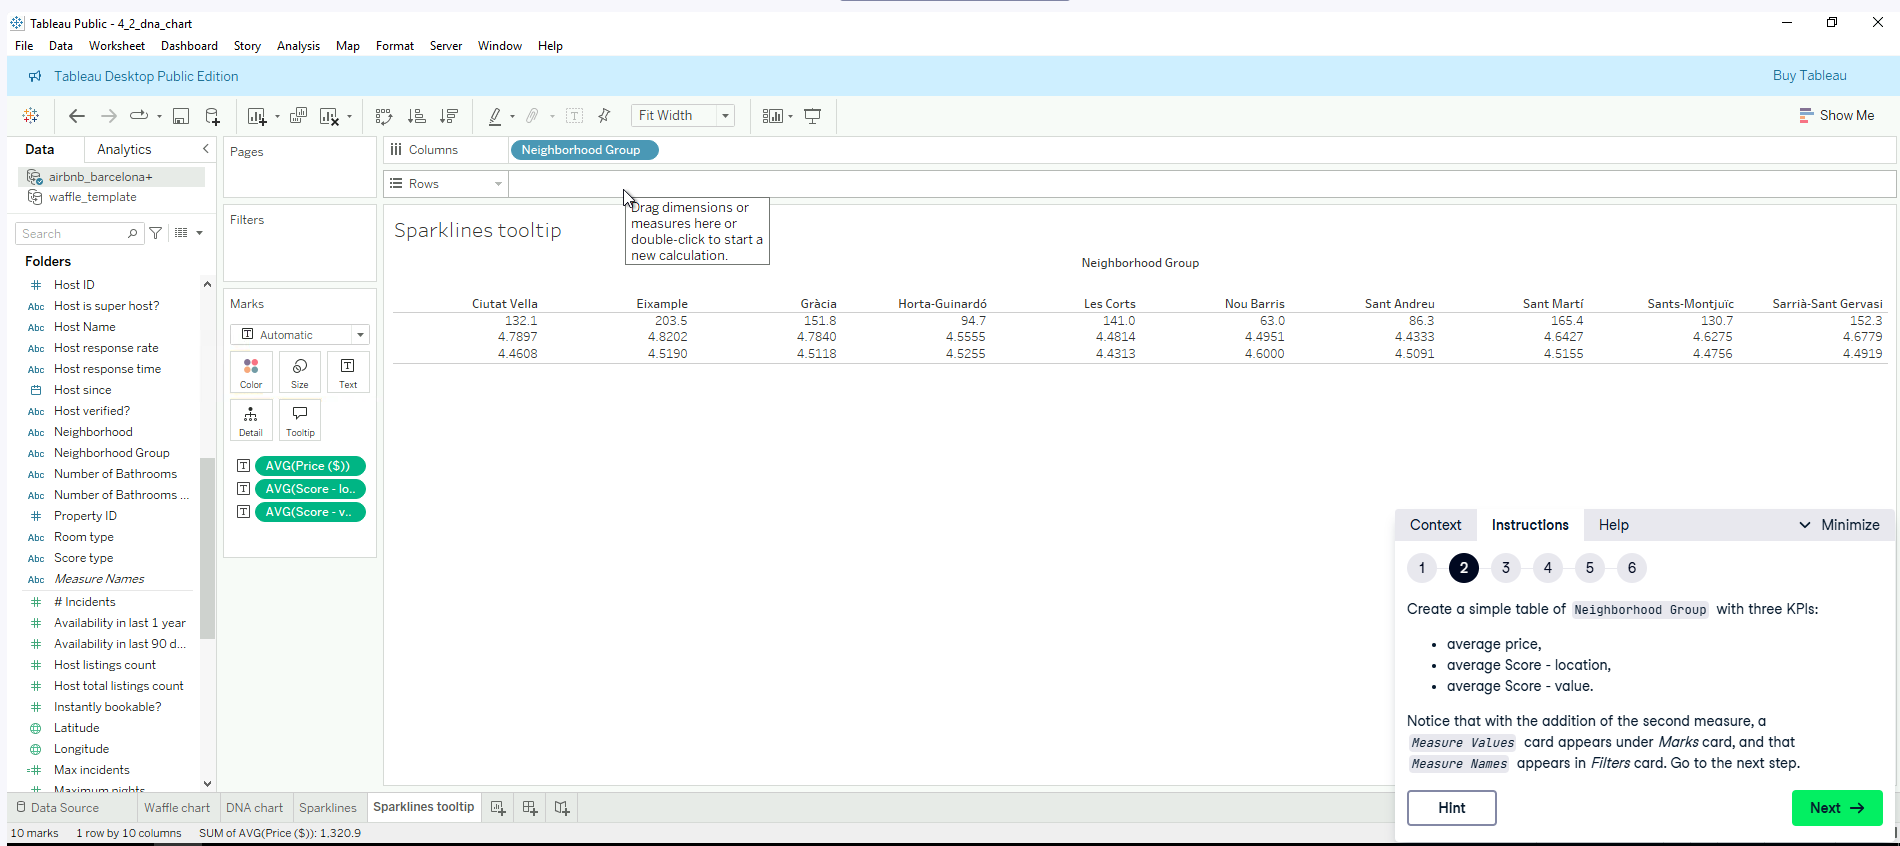 Tableau Public - 4_2_dna_chart
File Data Worksheet Dashboard Story Analysis Map Format Server Window Help
Tableau Desktop Public Edition
Buy Tableau
Fit Width
Show Me
Data Analytics
airbnb_barcelona+
waffle_template
Search
Folders
Host ID
Abc Host is super host?
Abc Host Name
Abc Host response rate
Abc Host response time
Host since
Abc Host verified?
Abc Neighborhood
Abc Neighborhood Group
Abc Number of Bathrooms
Abc Number of Bathrooms ...
Property ID
Abc Room type
Abc Score type
Abc Measure Names
# Incidents
Availability in last 1 year
Availability in last 90 d...
Host listings count
Host total listings count
Instantly bookable?
Latitude
Longitude
Max incidents
Maximum nights
Pages
Filters
Marks
Automatic
Color Size Text
Detail Tooltip
AVG(Price ($))
AVG(Score - lo..
AVG(Score - v..
Columns Neighborhood Group
Rows
Drag dimensions or
measures here or
double-click to start a
new calculation.
Sparklines tooltip
Neighborhood Group
Ciutat Vella Eixample Gràcia Horta-Guinardó Les Corts Nou Barris Sant Andreu Sant Martí Sants-Montjuïc Sarrià-Sant Gervasi
132.1 203.5 151.8 94.7 141.0 63.0 86.3 165.4 130.7 152.3
4.7897 4.8202 4.7840 4.5555 4.4814 4.4951 4.4333 4.6427 4.6275 4.6779
4.4608 4.5190 4.5118 4.5255 4.4313 4.6000 4.5091 4.5155 4.4756 4.4919
Context Instructions Help Minimize
1 2 3 4 5 6
Create a simple table of Neighborhood Group with three KPIs:
• average price,
• average Score - location,
• average Score - value.
Notice that with the addition of the second measure, a
Measure Values card appears under Marks card, and that
Measure Names appears in Filters card. Go to the next step.
Hint
Next →
Data Source Waffle chart DNA chart Sparklines Sparklines tooltip
10 marks 1 row by 10 columns SUM of AVG(Price ($)): 1,320.9